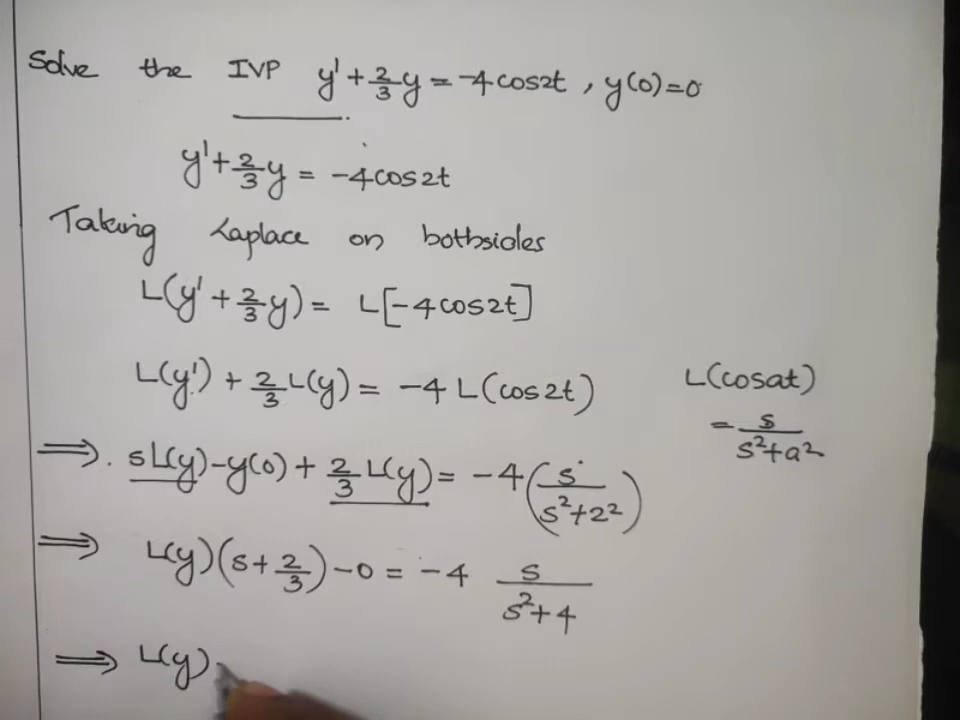 Solve the IVP y' + 2/3 y = -4cos2t , y(0)=0
y' + 2/3 y = -4cos2t
Taking Laplace on bothsides
L(y' + 2/3 y) = L[-4cos2t]
L(y') + 2/3 L(y) = -4 L(cos2t)
L(cosat)
= s/(s²+a²)
⟹ sL(y) - y(0) + 2/3 L(y) = -4(s/(s²+2²))
⟹ L(y)(s + 2/3) - 0 = -4 s/(s²+4)
⟹ L(y)